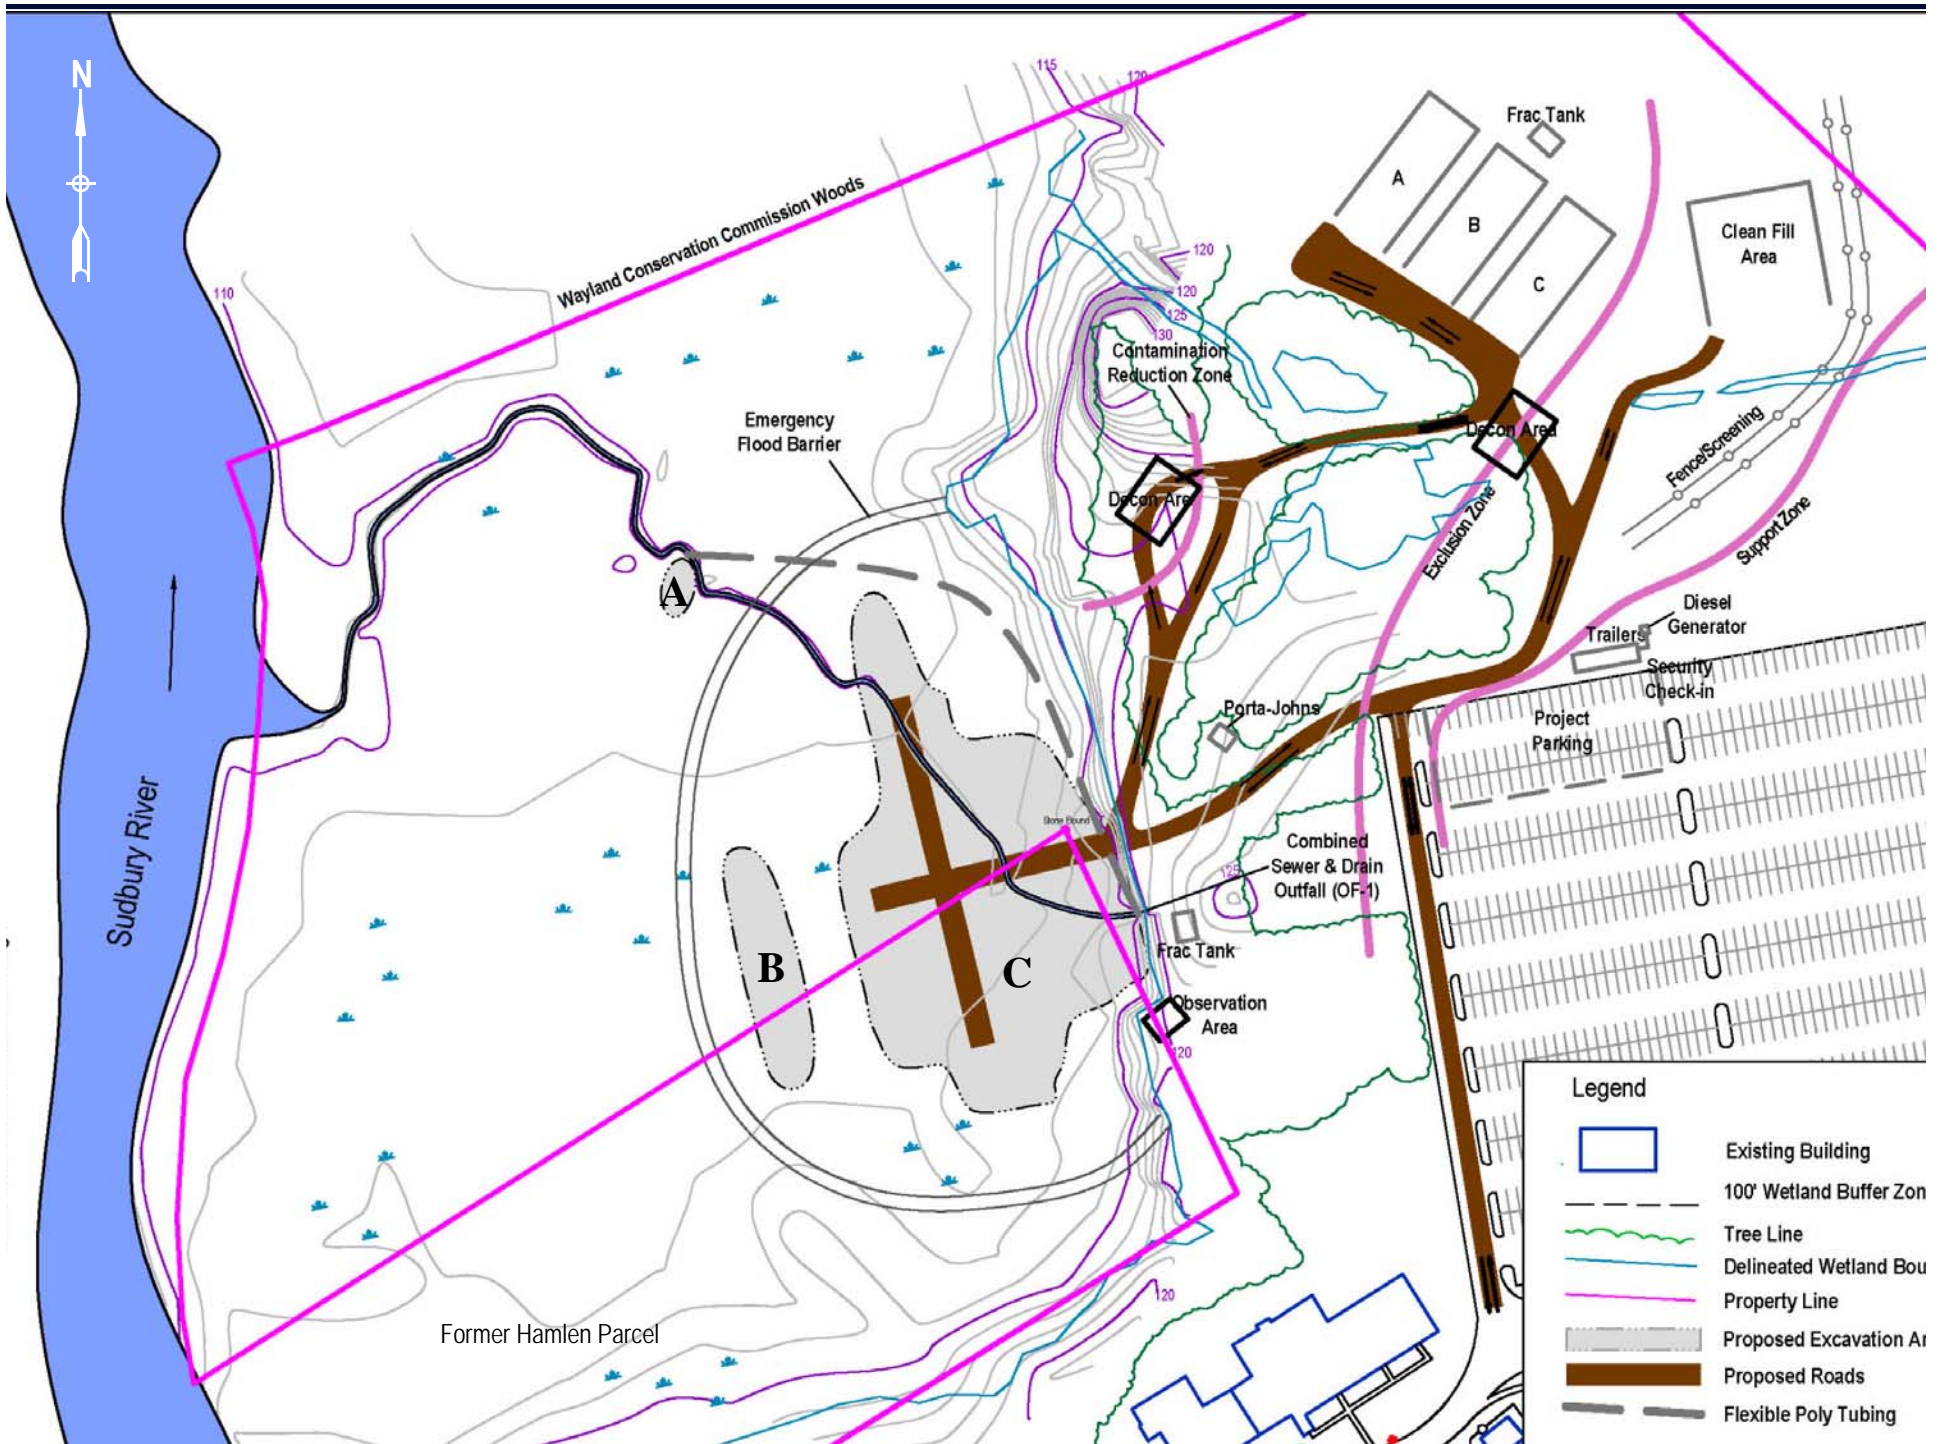 N
115
120
Frac Tank
A
B
C
Clean Fill
Area
Wayland Conservation Commission Woods
110
120
120
125
130
Contamination
Reduction Zone
Emergency
Flood Barrier
Decon Area
Decon Are
Fence/Screening
Exclusion Zone
Support Zone
A
Diesel
Generator
Trailers
Security
Check-in
Porta-Johns
Project
Parking
Stone Bound
Sudbury River
Combined
Sewer & Drain
Outfall (OF-1)
125
Frac Tank
B
C
Observation
Area
120
120
Former Hamlen Parcel
Legend
Existing Building
100' Wetland Buffer Zon
Tree Line
Delineated Wetland Bou
Property Line
Proposed Excavation Ar
Proposed Roads
Flexible Poly Tubing